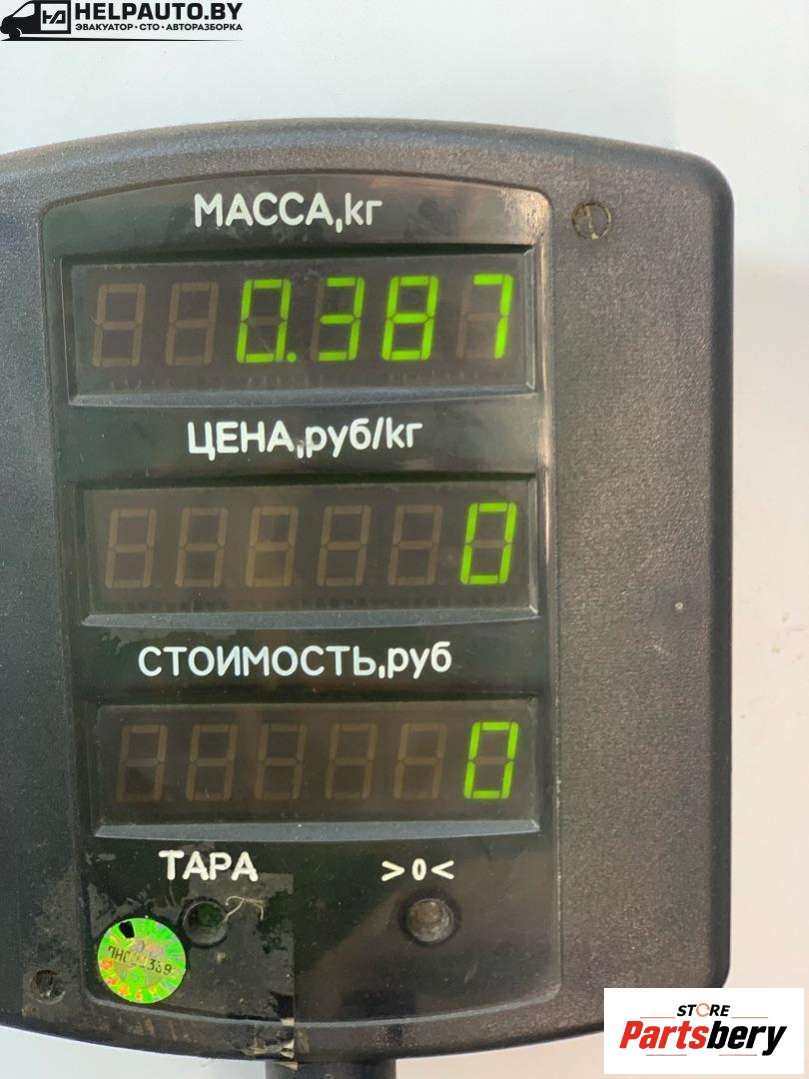 HELPAUTO.BY
ЭВАКУАТОР • СТО • АВТОРАЗБОРКА
МАССА,кг
0.387
ЦЕНА,руб/кг
0
СТОИМОСТЬ,руб
0
ТАРА >0<
STORE
Partsbery